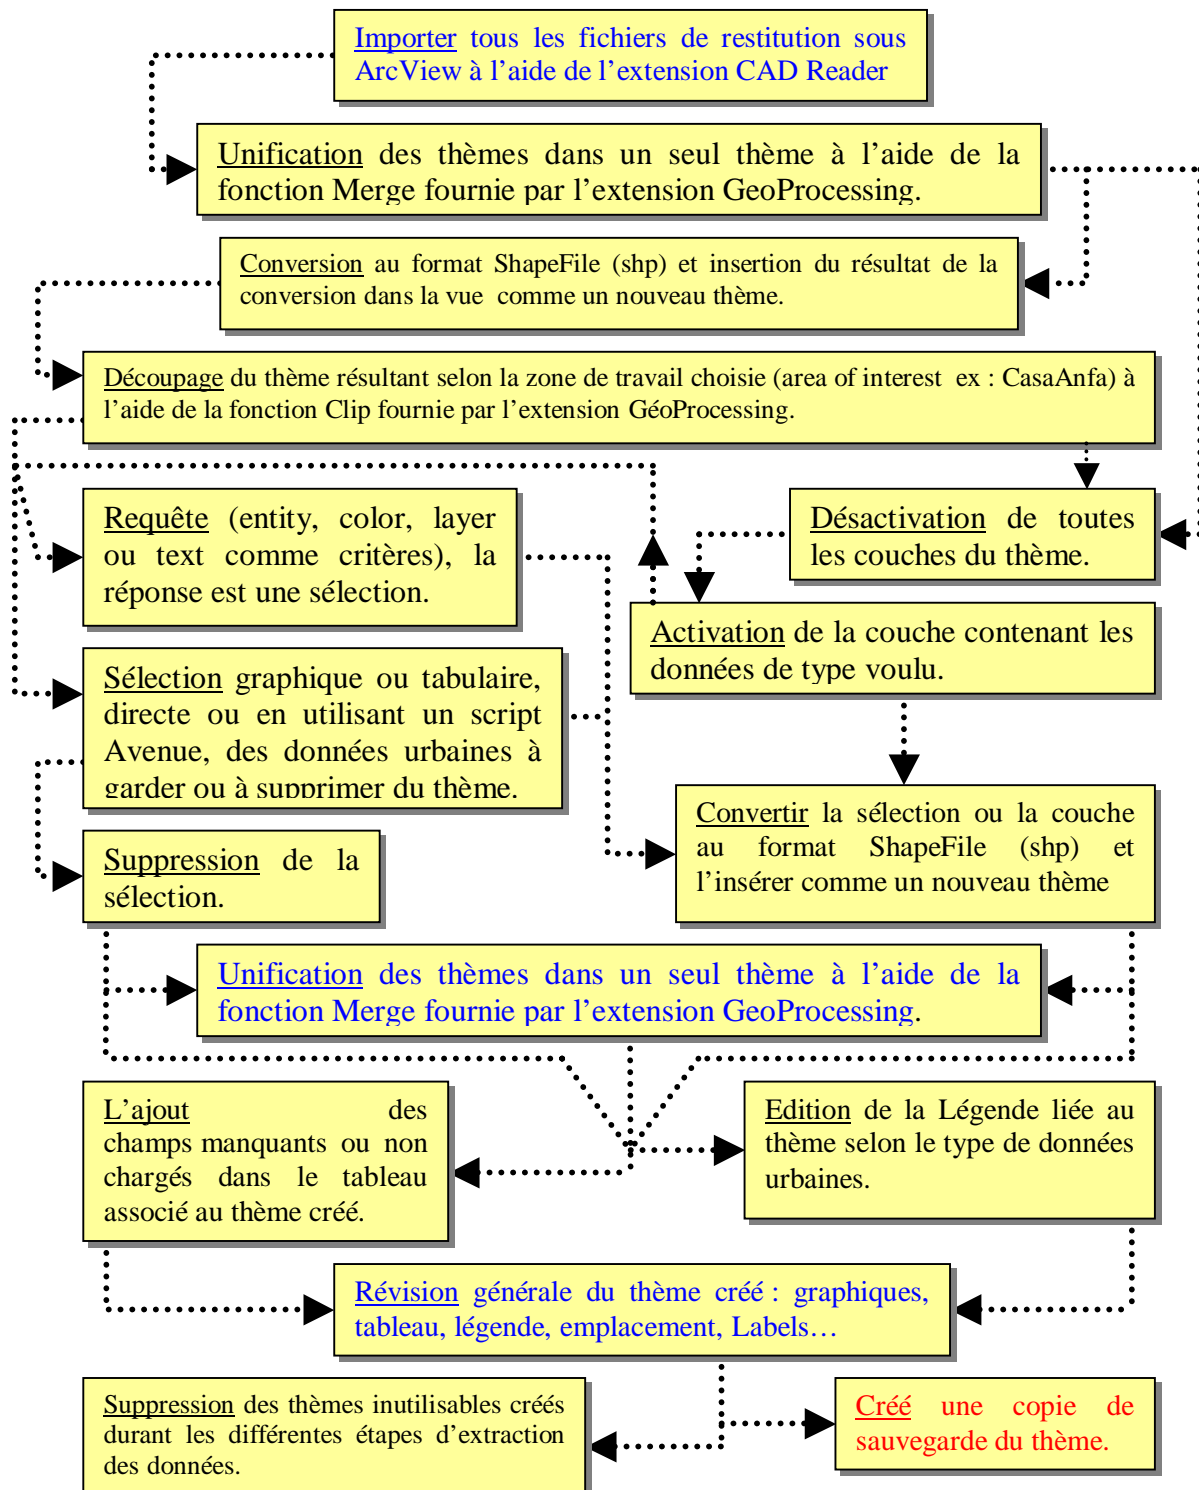 Importer tous les fichiers de restitution sous
ArcView à l’aide de l’extension CAD Reader
Unification des thèmes dans un seul thème à l’aide de la
fonction Merge fournie par l’extension GeoProcessing.
Conversion au format ShapeFile (shp) et insertion du résultat de la
conversion dans la vue comme un nouveau thème.
Découpage du thème résultant selon la zone de travail choisie (area of interest ex : CasaAnfa) à
l’aide de la fonction Clip fournie par l’extension GéoProcessing.
Requête (entity, color, layer
ou text comme critères), la
réponse est une sélection.
Désactivation de toutes
les couches du thème.
Activation de la couche contenant les
données de type voulu.
Sélection graphique ou tabulaire,
directe ou en utilisant un script
Avenue, des données urbaines à
garder ou à supprimer du thème.
Convertir la sélection ou la couche
au format ShapeFile (shp) et
l’insérer comme un nouveau thème
Suppression de la
sélection.
Unification des thèmes dans un seul thème à l’aide de la
fonction Merge fournie par l’extension GeoProcessing.
L’ajout des
champs manquants ou non
chargés dans le tableau
associé au thème créé.
Edition de la Légende liée au
thème selon le type de données
urbaines.
Révision générale du thème créé : graphiques,
tableau, légende, emplacement, Labels…
Suppression des thèmes inutilisable créés
durant les différentes étapes d’extraction
des données.
Créé une copie de
sauvegarde du thème.